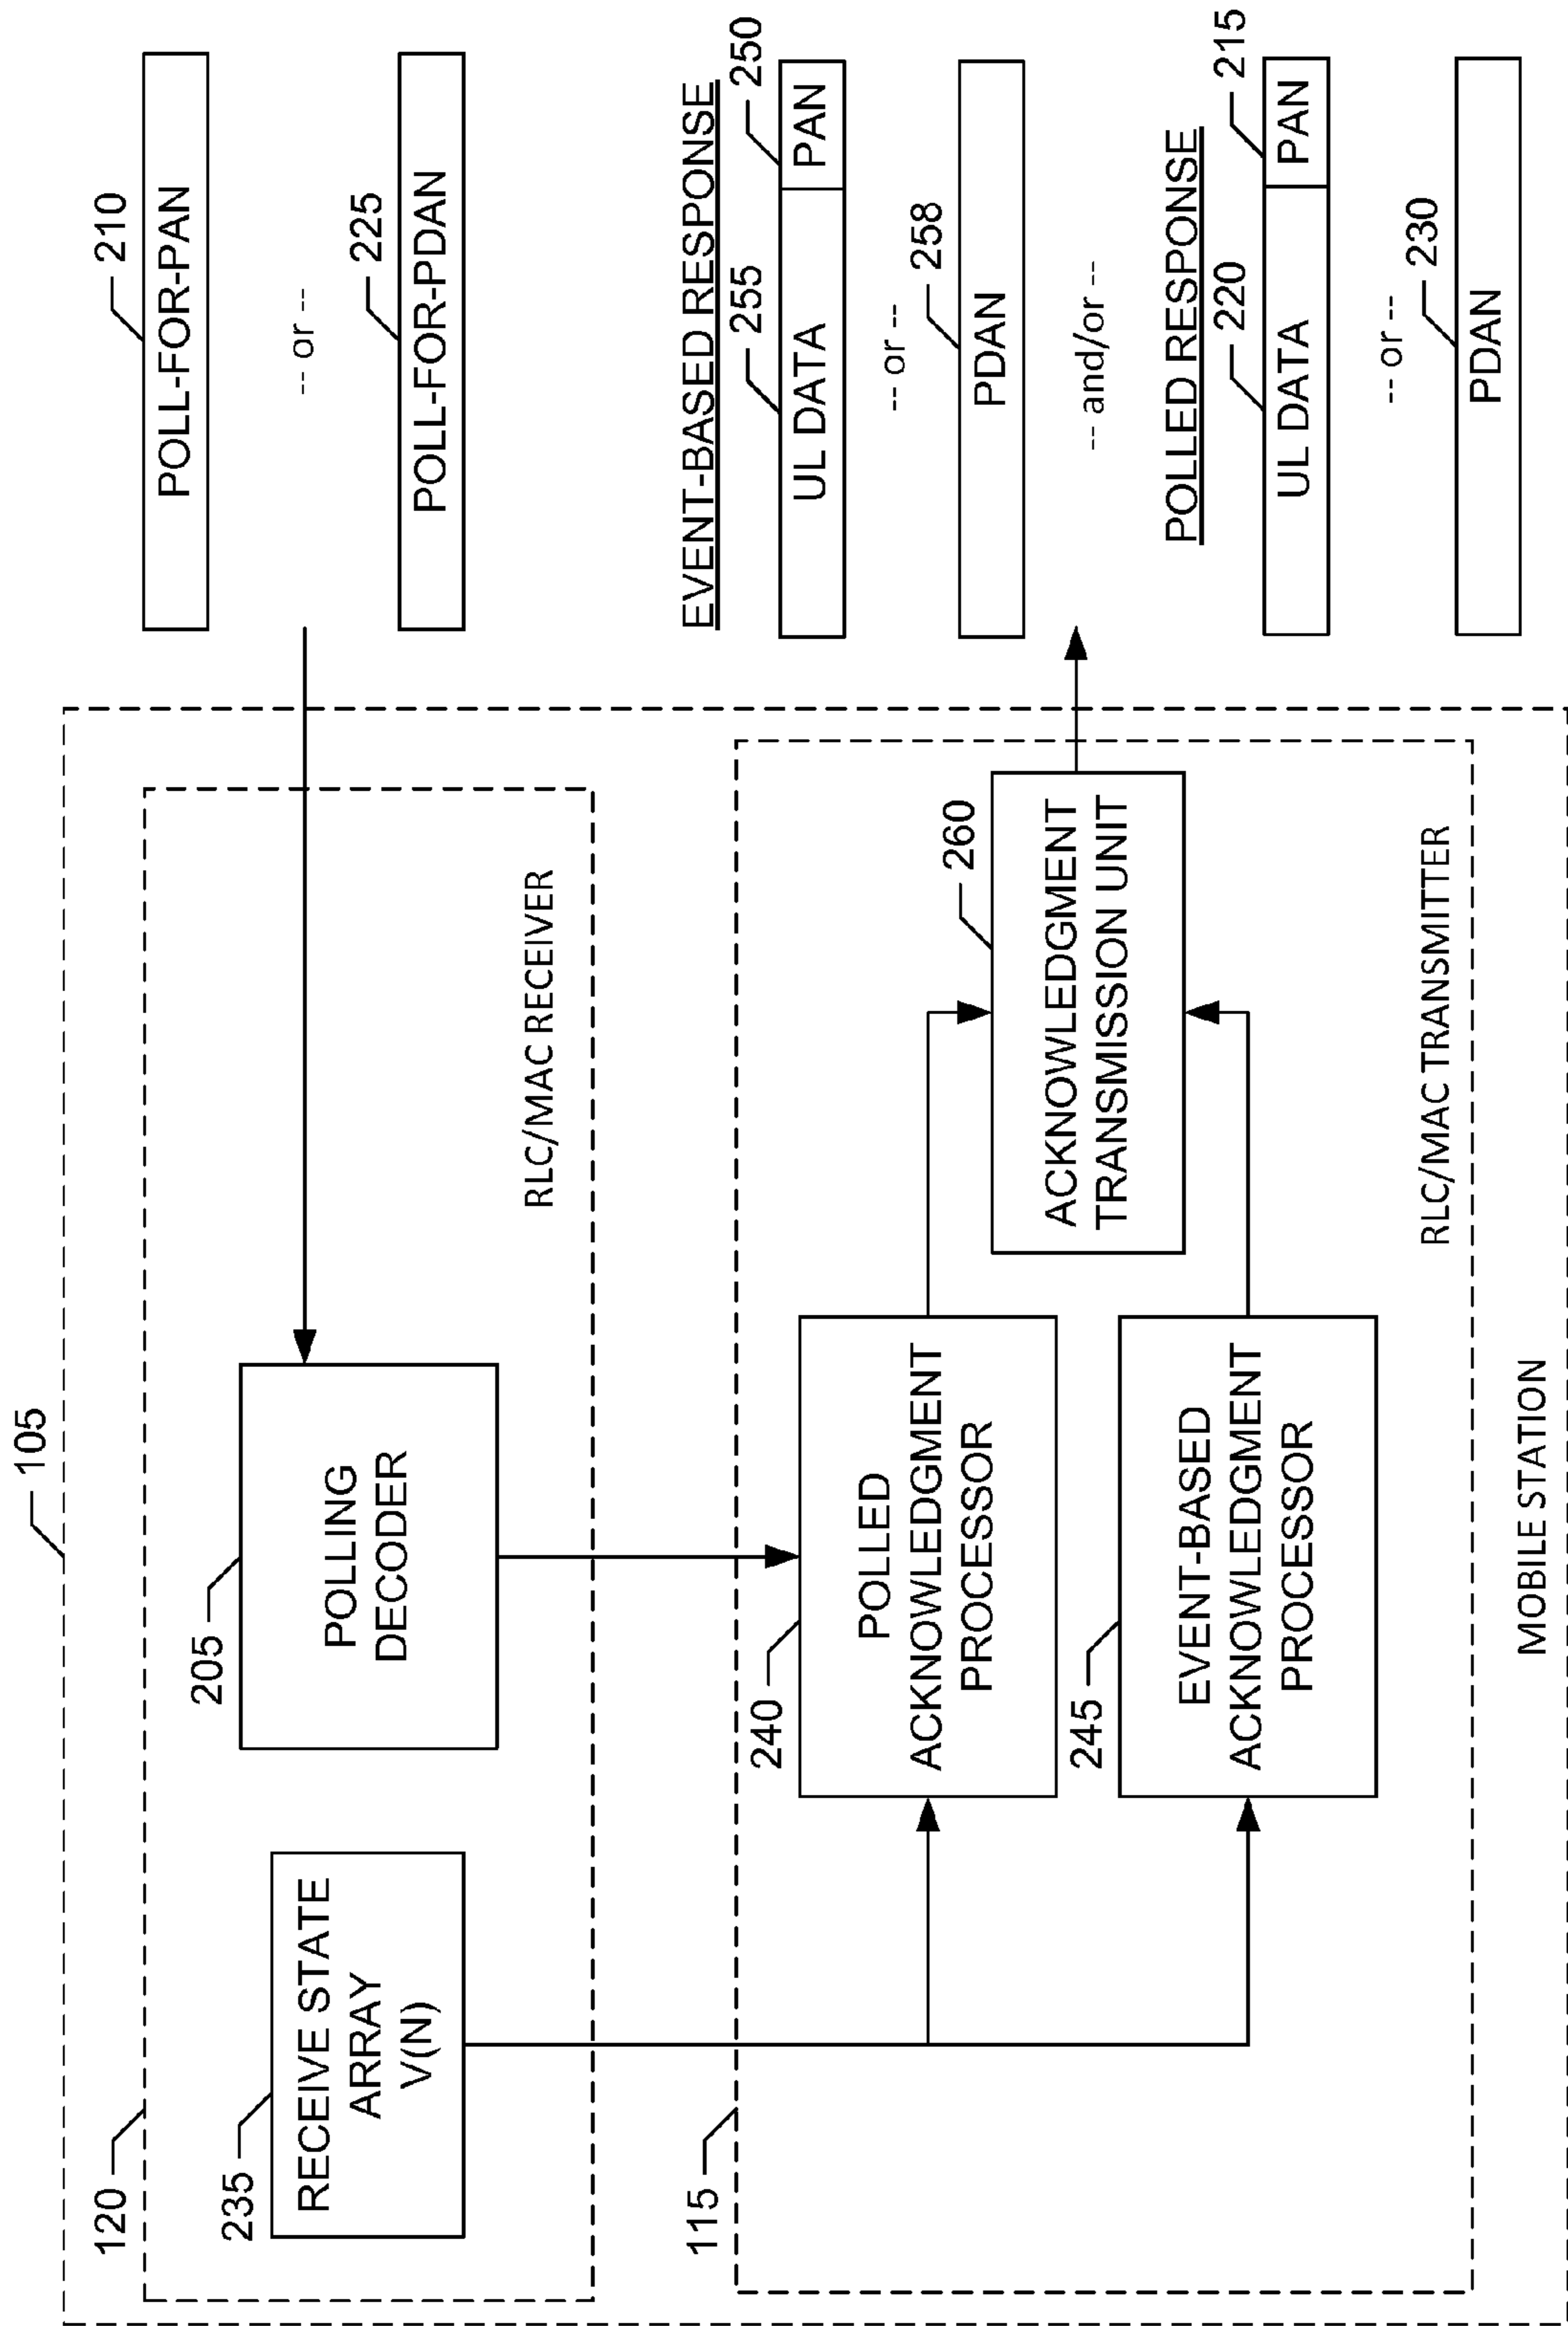 105
120
235
RECEIVE STATE
ARRAY
V(N)
205
POLLING
DECODER
RLC/MAC RECEIVER
210
POLL-FOR-PAN
-- or --
225
POLL-FOR-PDAN
115
240
POLLED
ACKNOWLEDGMENT
PROCESSOR
245
EVENT-BASED
ACKNOWLEDGMENT
PROCESSOR
260
ACKNOWLEDGMENT
TRANSMISSION UNIT
RLC/MAC TRANSMITTER
MOBILE STATION
EVENT-BASED RESPONSE
255
250
UL DATA
PAN
-- or --
258
PDAN
-- and/or --
POLLED RESPONSE
220
215
UL DATA
PAN
-- or --
230
PDAN